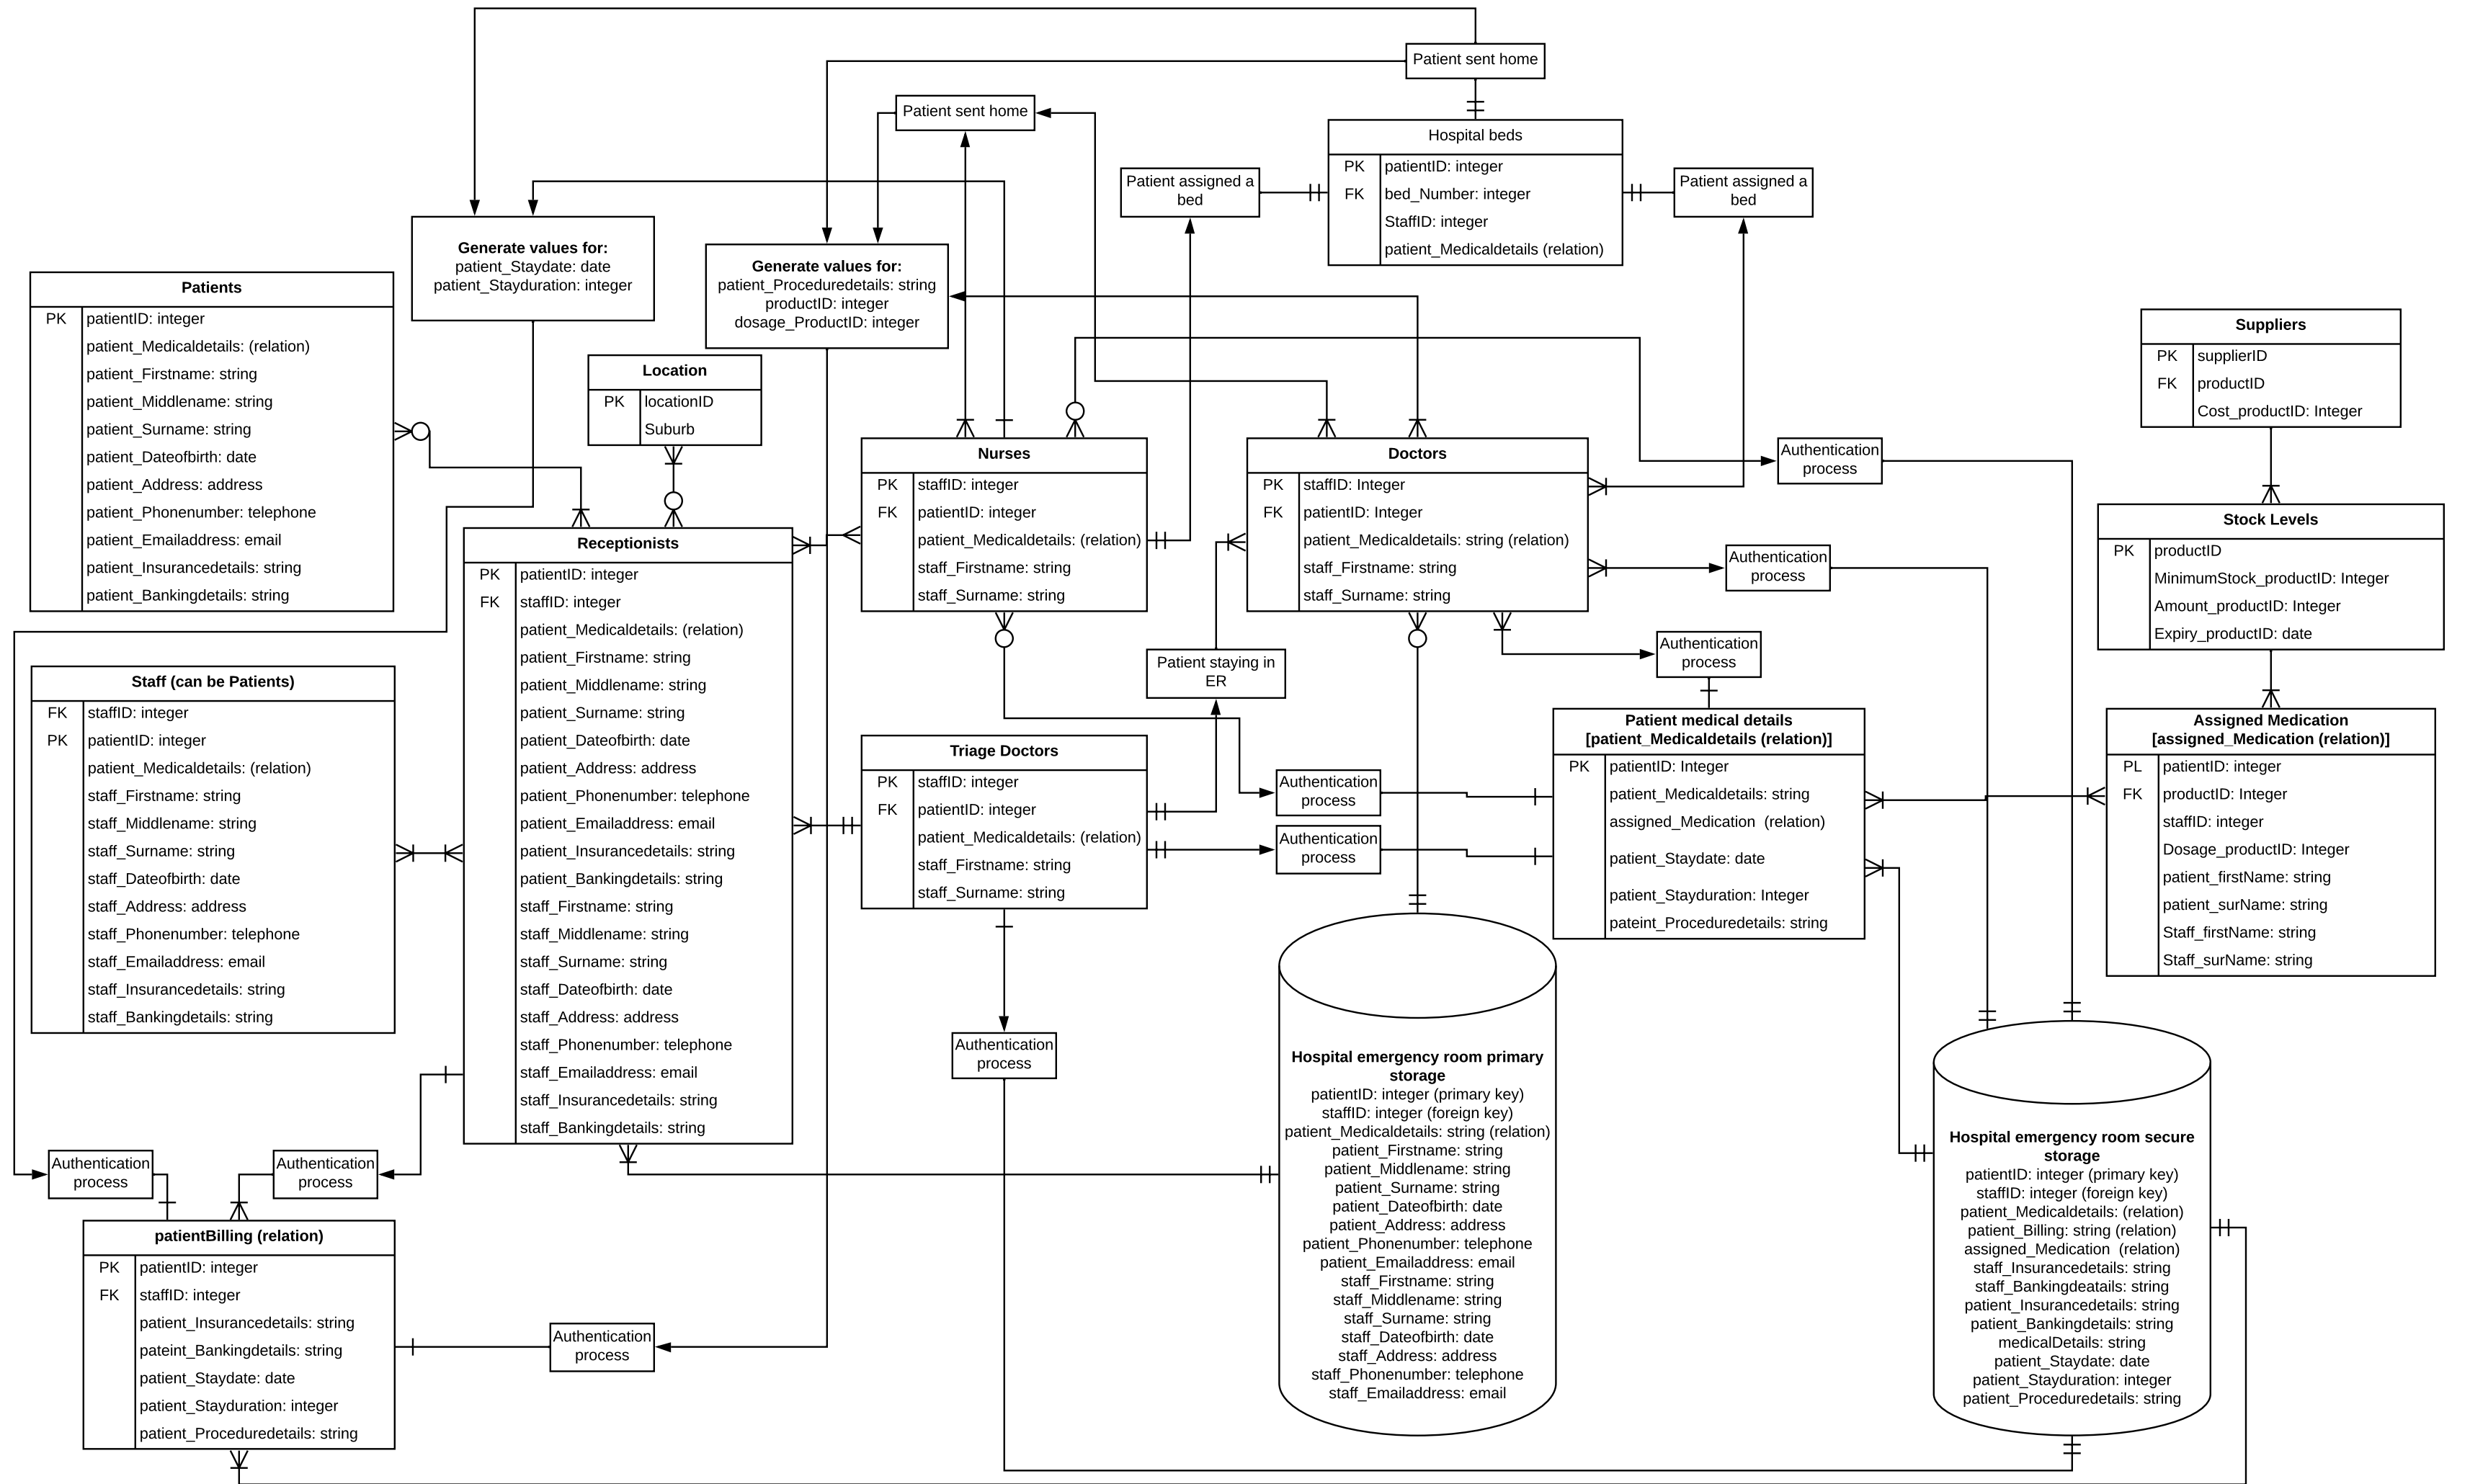 Patient sent home
Patient sent home
Hospital beds
PK patientID: integer
FK bed_Number: integer
StaffID: integer
patient_Medicaldetails (relation)
Patient assigned a
bed
Patient assigned a
bed
Generate values for:
patient_Staydate: date
patient_Stayduration: integer
Generate values for:
patient_Proceduredetails: string
productID: integer
dosage_ProductID: integer
Patients
PK patientID: integer
patient_Medicaldetails: (relation)
patient_Firstname: string
patient_Middlename: string
patient_Surname: string
patient_Dateofbirth: date
patient_Address: address
patient_Phonenumber: telephone
patient_Emailaddress: email
patient_Insurancedetails: string
patient_Bankingdetails: string
Location
PK locationID
Suburb
Suppliers
PK supplierID
FK productID
Cost_productID: Integer
Nurses
PK staffID: integer
FK patientID: integer
patient_Medicaldetails: (relation)
staff_Firstname: string
staff_Surname: string
Doctors
PK staffID: Integer
FK patientID: Integer
patient_Medicaldetails: string (relation)
staff_Firstname: string
staff_Surname: string
Authentication
process
Authentication
process
Authentication
process
Stock Levels
PK productID
MinimumStock_productID: Integer
Amount_productID: Integer
Expiry_productID: date
Receptionists
PK patientID: integer
FK staffID: integer
patient_Medicaldetails: (relation)
patient_Firstname: string
patient_Middlename: string
patient_Surname: string
patient_Dateofbirth: date
patient_Address: address
patient_Phonenumber: telephone
patient_Emailaddress: email
patient_Insurancedetails: string
patient_Bankingdetails: string
staff_Firstname: string
staff_Middlename: string
staff_Surname: string
staff_Dateofbirth: date
staff_Address: address
staff_Phonenumber: telephone
staff_Emailaddress: email
staff_Insurancedetails: string
staff_Bankingdetails: string
Staff (can be Patients)
FK staffID: integer
PK patientID: integer
patient_Medicaldetails: (relation)
staff_Firstname: string
staff_Middlename: string
staff_Surname: string
staff_Dateofbirth: date
staff_Address: address
staff_Phonenumber: telephone
staff_Emailaddress: email
staff_Insurancedetails: string
staff_Bankingdetails: string
Patient staying in
ER
Triage Doctors
PK staffID: integer
FK patientID: integer
patient_Medicaldetails: (relation)
staff_Firstname: string
staff_Surname: string
Authentication
process
Authentication
process
Patient medical details
[patient_Medicaldetails (relation)]
PK patientID: Integer
patient_Medicaldetails: string
assigned_Medication (relation)
patient_Staydate: date
patient_Stayduration: Integer
pateint_Proceduredetails: string
Assigned Medication
[assigned_Medication (relation)]
PL patientID: integer
FK productID: Integer
staffID: integer
Dosage_productID: Integer
patient_firstName: string
patient_surName: string
Staff_firstName: string
Staff_surName: string
Authentication
process
Hospital emergency room primary
storage
patientID: integer (primary key)
staffID: integer (foreign key)
patient_Medicaldetails: string (relation)
patient_Firstname: string
patient_Middlename: string
patient_Surname: string
patient_Dateofbirth: date
patient_Address: address
patient_Phonenumber: telephone
patient_Emailaddress: email
staff_Firstname: string
staff_Middlename: string
staff_Surname: string
staff_Dateofbirth: date
staff_Address: address
staff_Phonenumber: telephone
staff_Emailaddress: email
Hospital emergency room secure
storage
patientID: integer (primary key)
staffID: integer (foreign key)
patient_Medicaldetails: (relation)
patient_Billing: string (relation)
assigned_Medication (relation)
staff_Insurancedetails: string
staff_Bankingdeatails: string
patient_Insurancedetails: string
patient_Bankingdetails: string
medicalDetails: string
patient_Staydate: date
patient_Stayduration: integer
patient_Proceduredetails: string
Authentication
process
Authentication
process
patientBilling (relation)
PK patientID: integer
FK staffID: integer
patient_Insurancedetails: string
pateint_Bankingdetails: string
patient_Staydate: date
patient_Stayduration: integer
patient_Proceduredetails: string
Authentication
process